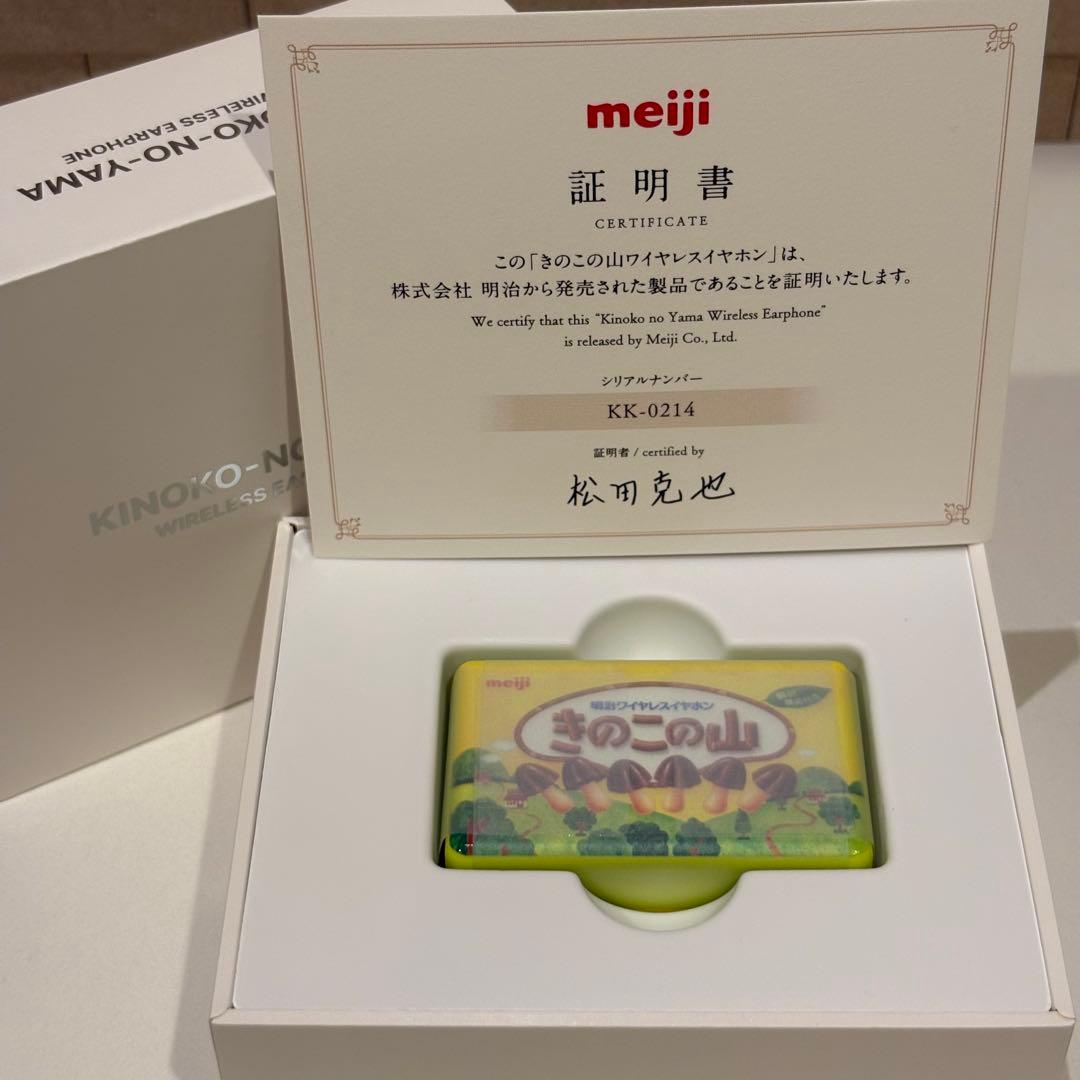 OKO-NO-YAMA
WIRELESS EARPHONE
KINOKO-NO
WIRELESS EA
meiji
証明書
CERTIFICATE
この「きのこの山ワイヤレスイヤホン」は、
株式会社 明治から発売された製品であることを証明いたします。
We certify that this “Kinoko no Yama Wireless Earphone”
is released by Meiji Co., Ltd.
シリアルナンバー
KK-0214
証明者 / certified by
松田克也
meiji
明治ワイヤレスイヤホン
きのこの山